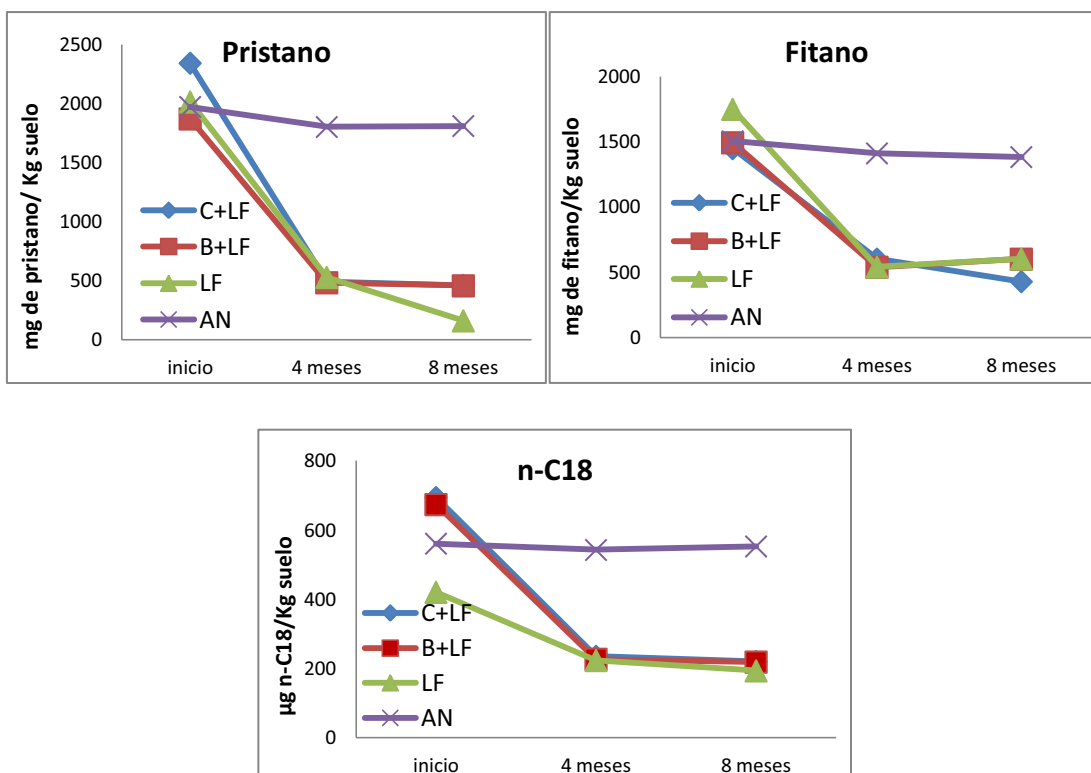 Pristano
mg de pristano/ Kg suelo
2500
2000
1500
1000
500
0
C+LF
B+LF
LF
AN
inicio 4 meses 8 meses
Fitano
mg de fitano/Kg suelo
2000
1500
1000
500
0
C+LF
B+LF
LF
AN
inicio 4 meses 8 meses
n-C18
µg n-C18/Kg suelo
800
600
400
200
0
C+LF
B+LF
LF
AN
inicio 4 meses 8 meses